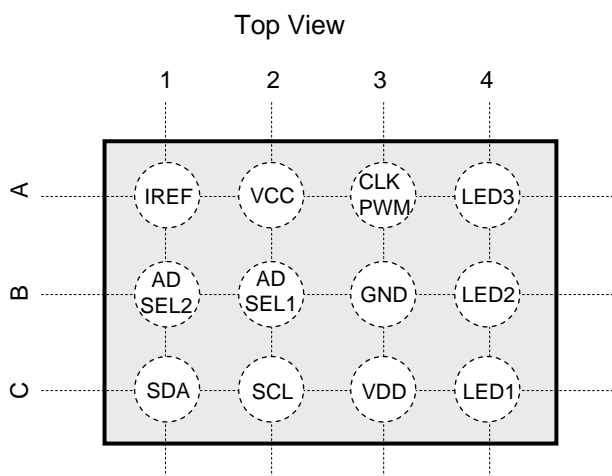 Top View
1 2 3 4
A
IREF
VCC
CLK
PWM
LED3
B
AD
SEL2
AD
SEL1
GND
LED2
C
SDA
SCL
VDD
LED1